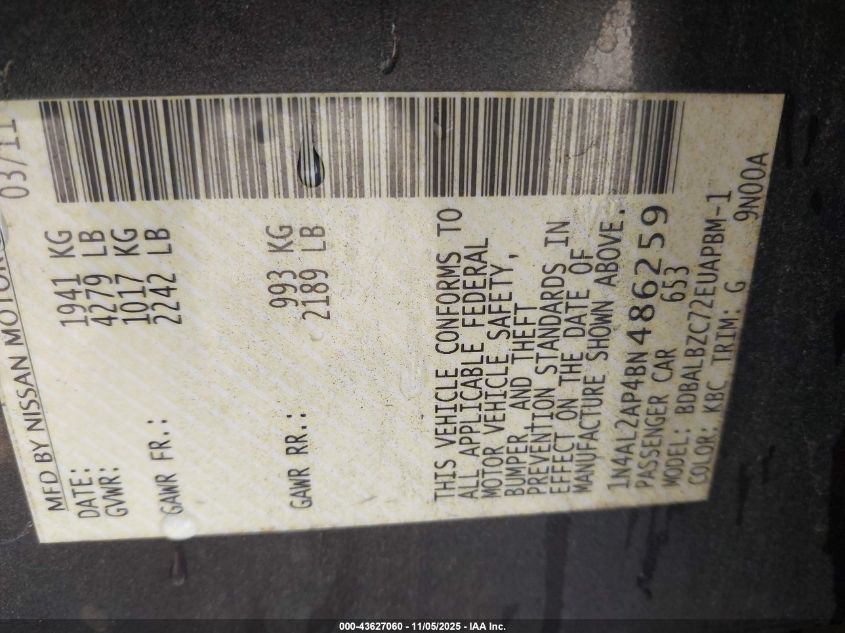 MFD BY NISSAN MOTOR
DATE: 03/11
GVWR: 1941 KG
4279 LB
GAWR FR.: 1017 KG
2242 LB
GAWR RR.: 993 KG
2189 LB
THIS VEHICLE CONFORMS TO
ALL APPLICABLE FEDERAL
MOTOR VEHICLE SAFETY,
BUMPER, AND THEFT
PREVENTION STANDARDS IN
EFFECT ON THE DATE OF
MANUFACTURE SHOWN ABOVE.
1N4AL2AP4BN486259
PASSENGER CAR 653
MODEL: BDBALBZC72EUAPBM-1
COLOR: KBC TRIM: G 9N00A
000-43627060 - 11/05/2025 - IAA Inc.